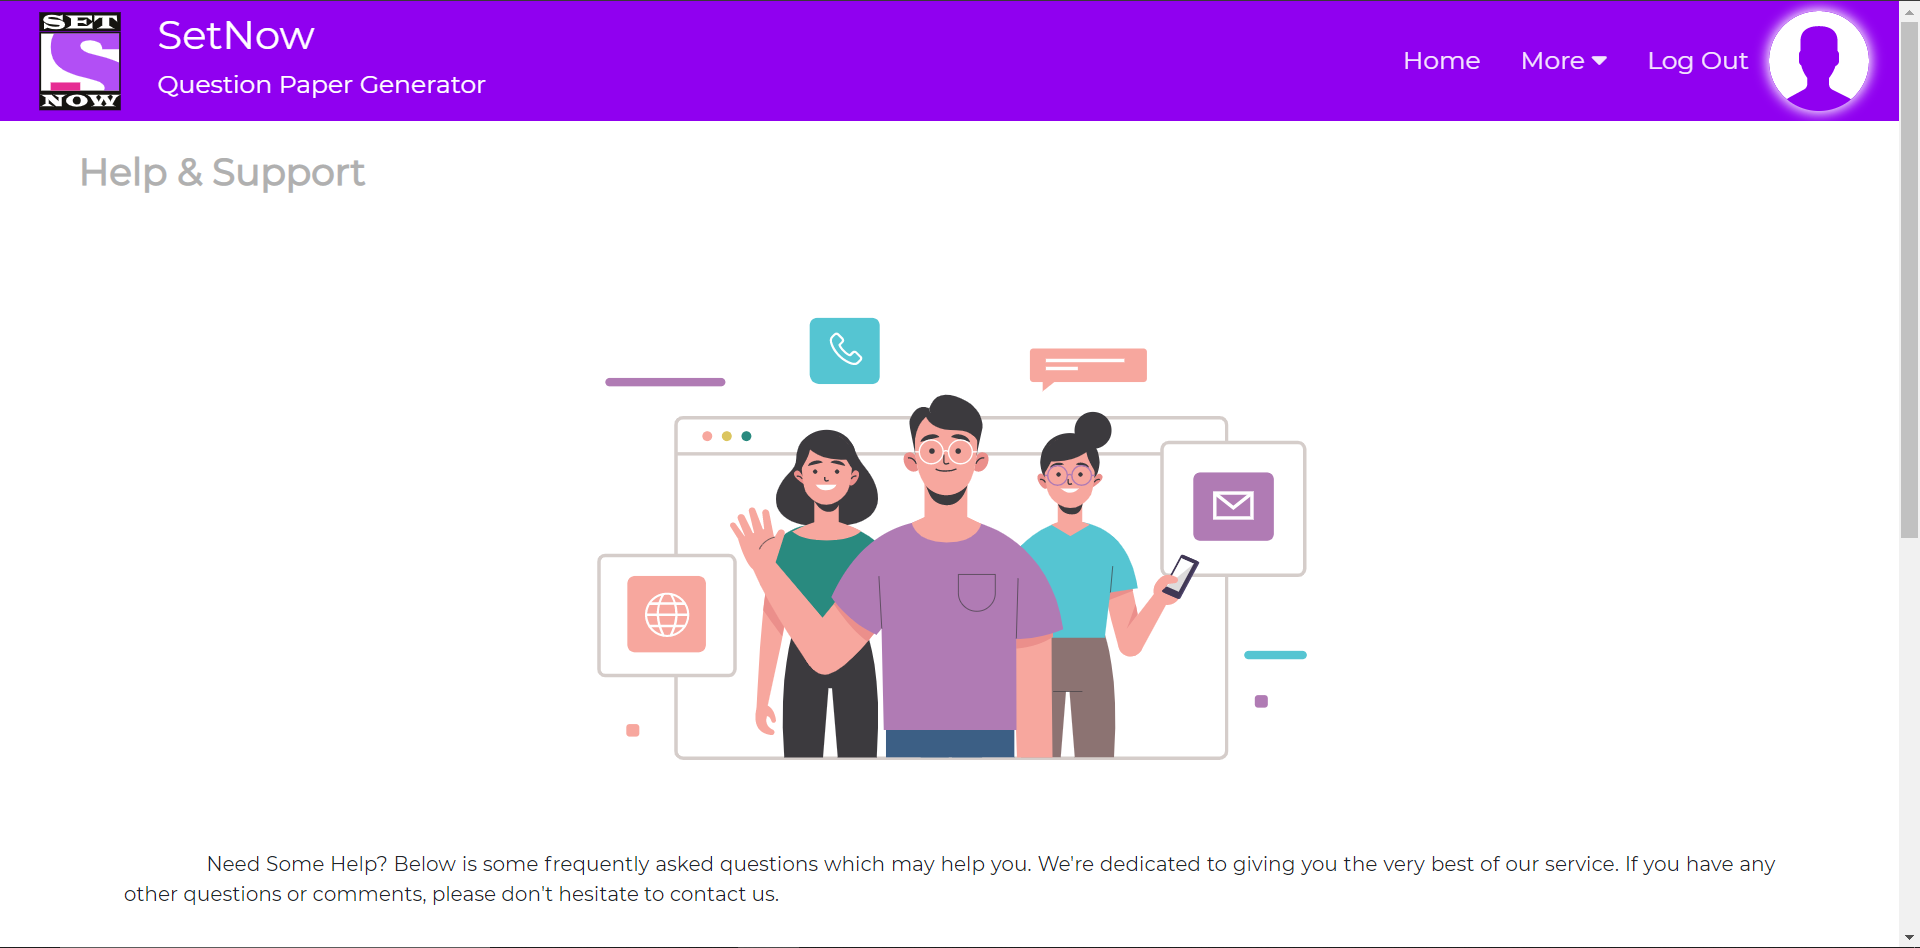 SET
NOW
SetNow
Question Paper Generator
Home
More
Log Out
Help & Support
Need Some Help? Below is some frequently asked questions which may help you. We're dedicated to giving you the very best of our service. If you have any
other questions or comments, please don't hesitate to contact us.